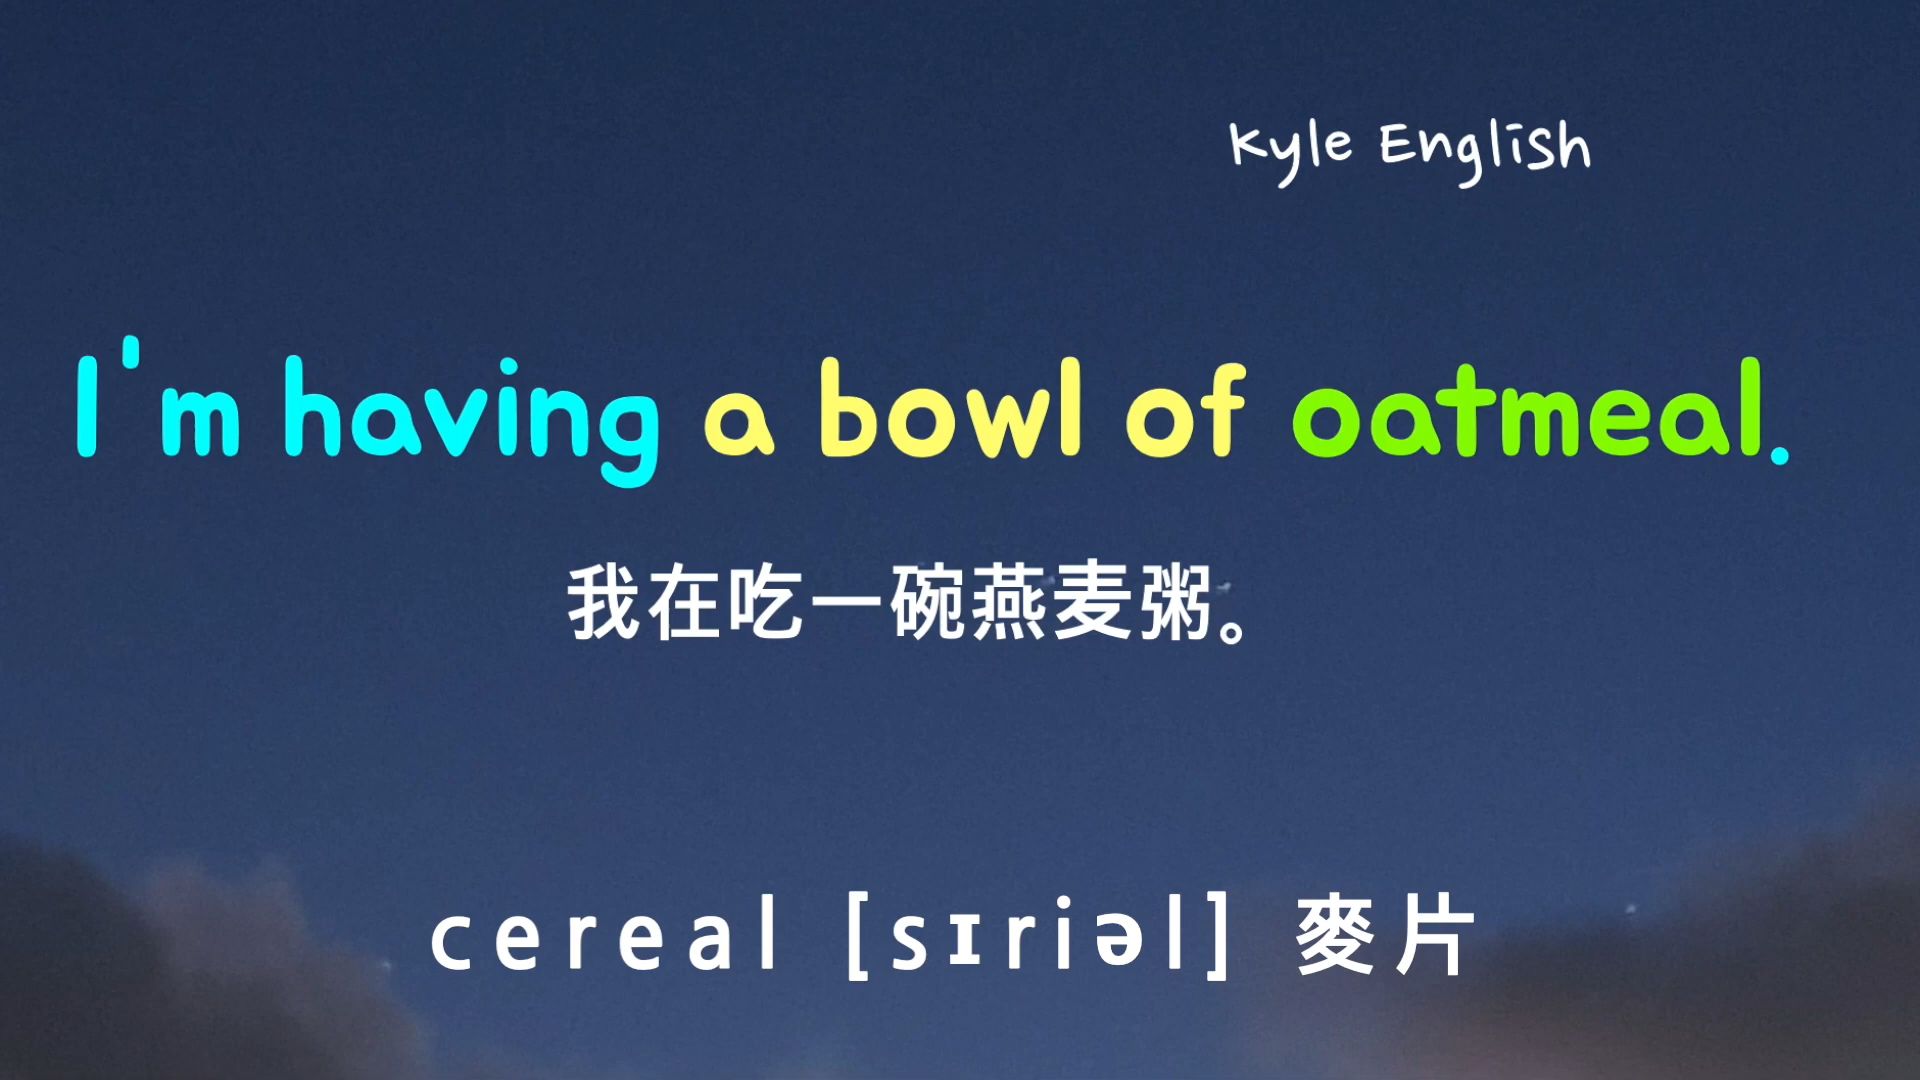 Kyle English
I'm having a bowl of oatmeal.
我在吃一碗燕麦粥。
cereal [sɪriəl] 麥片